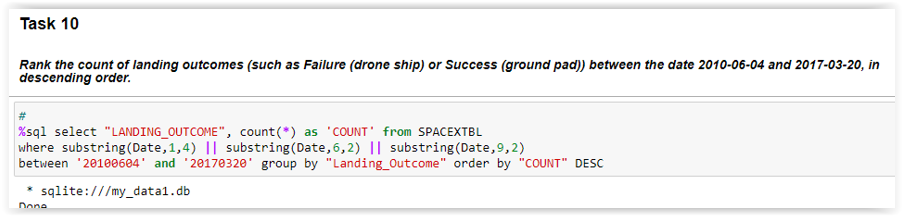 Task 10
Rank the count of landing outcomes (such as Failure (drone ship) or Success (ground pad)) between the date 2010-06-04 and 2017-03-20, in
descending order.
#
%sql select "LANDING_OUTCOME", count(*) as 'COUNT' from SPACEXTBL
where substring(Date,1,4) || substring(Date,6,2) || substring(Date,9,2)
between '20100604' and '20170320' group by "Landing_Outcome" order by "COUNT" DESC
* sqlite:///my_data1.db
Done